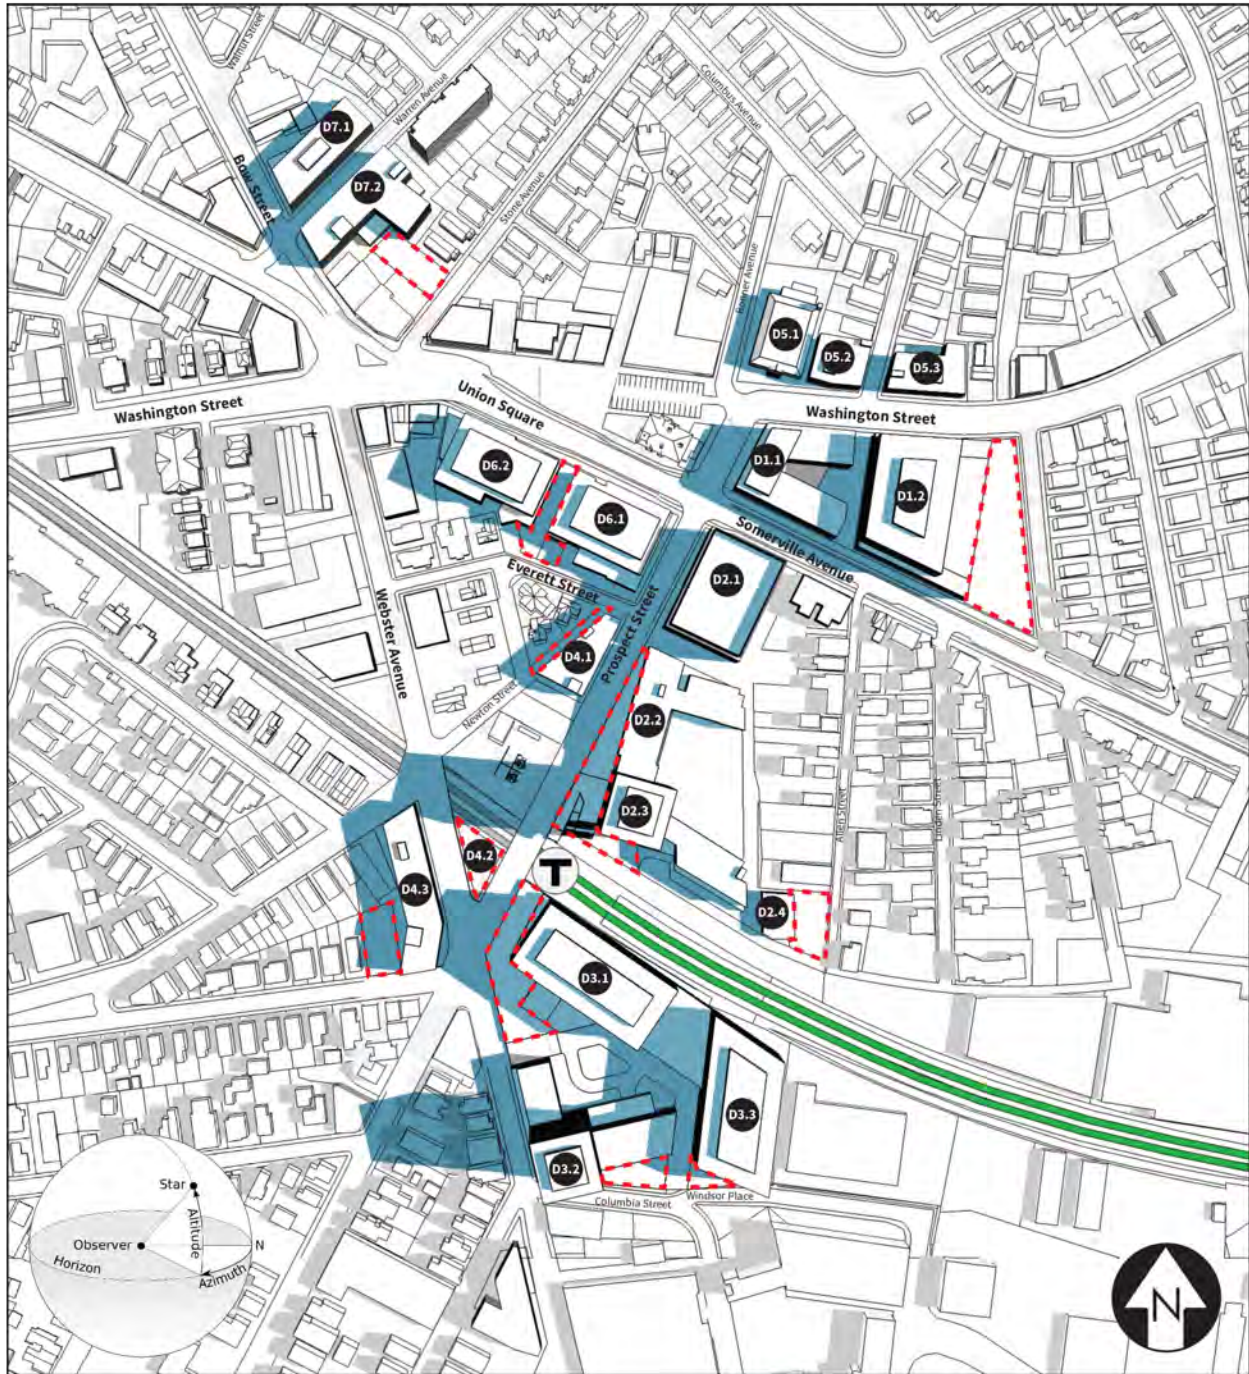 Walnut Street
Warren Avenue
Columbus Avenue
D7.1
Bow Street
D7.2
Stone Avenue
Bonner Avenue
D5.1
D5.2
D5.3
Union Square
Washington Street
Washington Street
D6.2
D1.1
D1.2
D6.1
Somerville Avenue
Everett Street
D2.1
Webster Avenue
Prospect Street
D4.1
Newton Street
D2.2
D2.3
Allen Street
Linden Street
D4.2
T
D4.3
D2.4
D3.1
D3.3
D3.2
Columbia Street
Windsor Place
Star
Altitude
Observer
N
Horizon
Azimuth
N